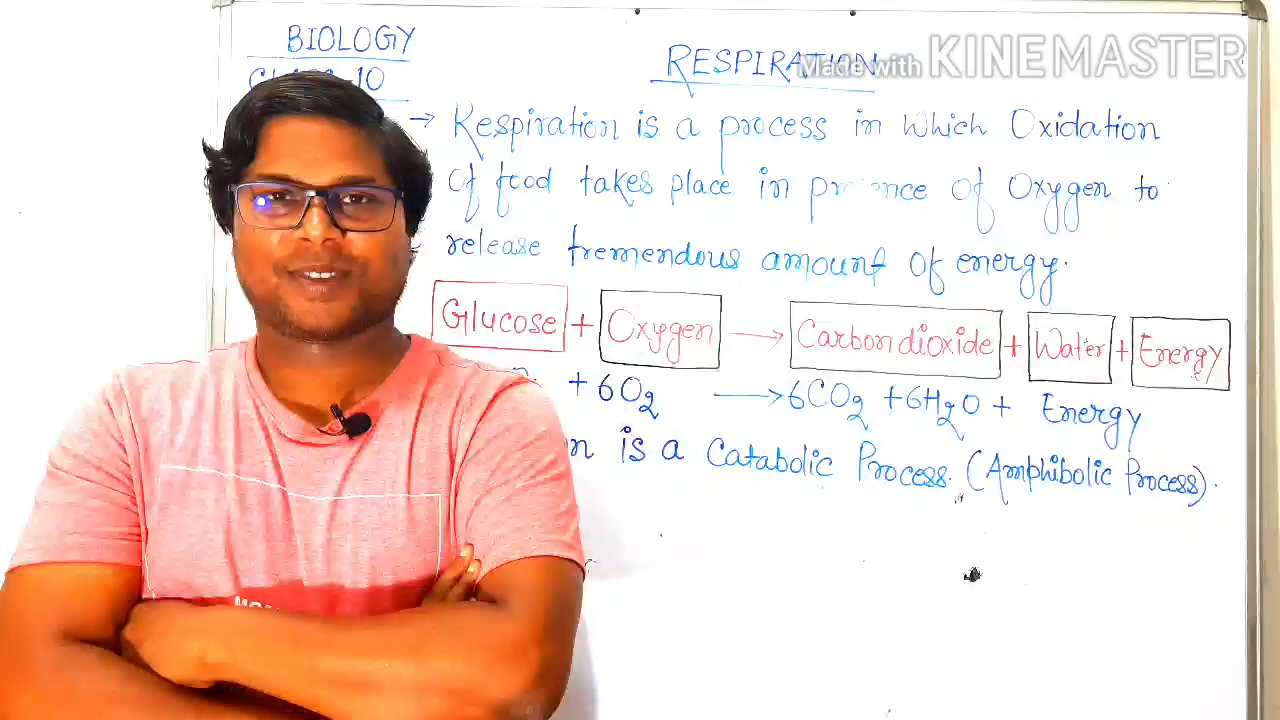 BIOLOGY
10
RESPIRATION
Made with KINEMASTER
→ Respiration is a process in which Oxidation
Of food takes place in of Oxygen to
release tremendous amount of energy.
Glucose + Oxygen → Carbondioxide + Water + Energy
+ 6O₂ → 6CO₂ + 6H₂O + Energy
is a Catabolic Process. (Amphibolic Process).